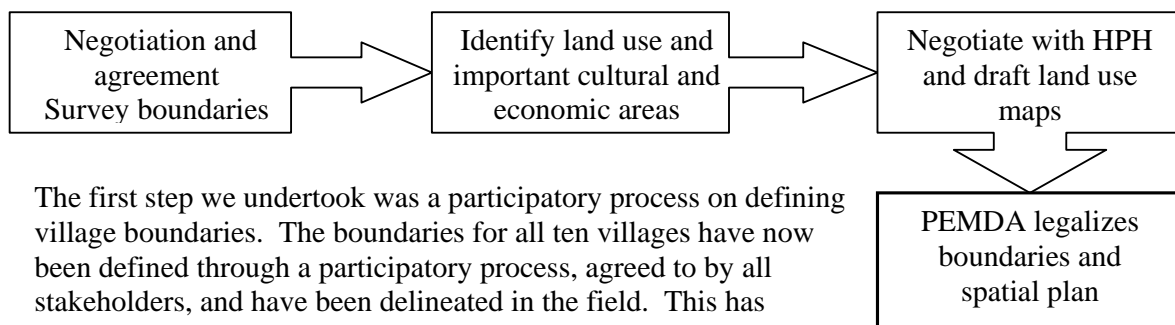 Negotiation and
agreement
Survey boundaries
Identify land use and
important cultural and
economic areas
Negotiate with HPH
and draft land use
maps
The first step we undertook was a participatory process on defining
village boundaries.  The boundaries for all ten villages have now
been defined through a participatory process, agreed to by all
stakeholders, and have been delineated in the field.  This has
PEMDA legalizes
boundaries and
spatial plan